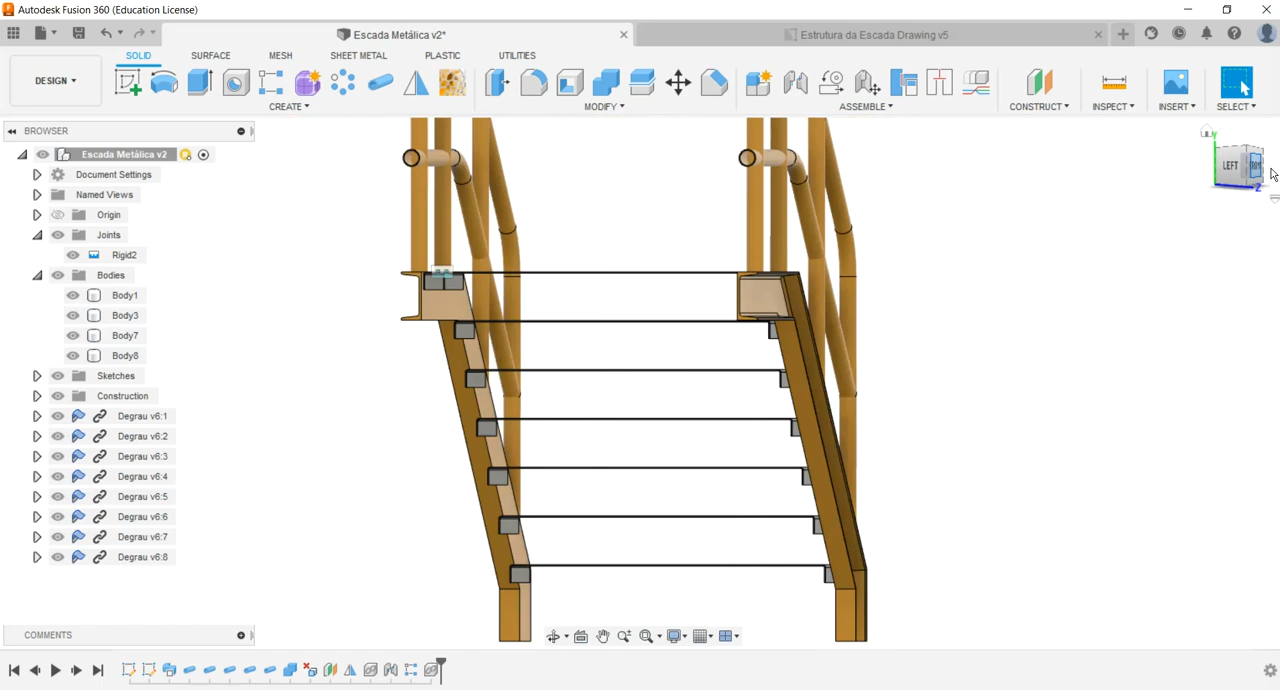 Autodesk Fusion 360 (Education License)
Escada Metálica v2*
Estrutura da Escada Drawing v5
DESIGN
SOLID
SURFACE
MESH
SHEET METAL
PLASTIC
UTILITIES
CREATE
MODIFY
ASSEMBLE
CONSTRUCT
INSPECT
INSERT
SELECT
BROWSER
Escada Metálica v2
Document Settings
Named Views
Origin
Joints
Rigid2
Bodies
Body1
Body3
Body7
Body8
Sketches
Construction
Degrau v6:1
Degrau v6:2
Degrau v6:3
Degrau v6:4
Degrau v6:5
Degrau v6:6
Degrau v6:7
Degrau v6:8
Y
LEFT
Z
COMMENTS